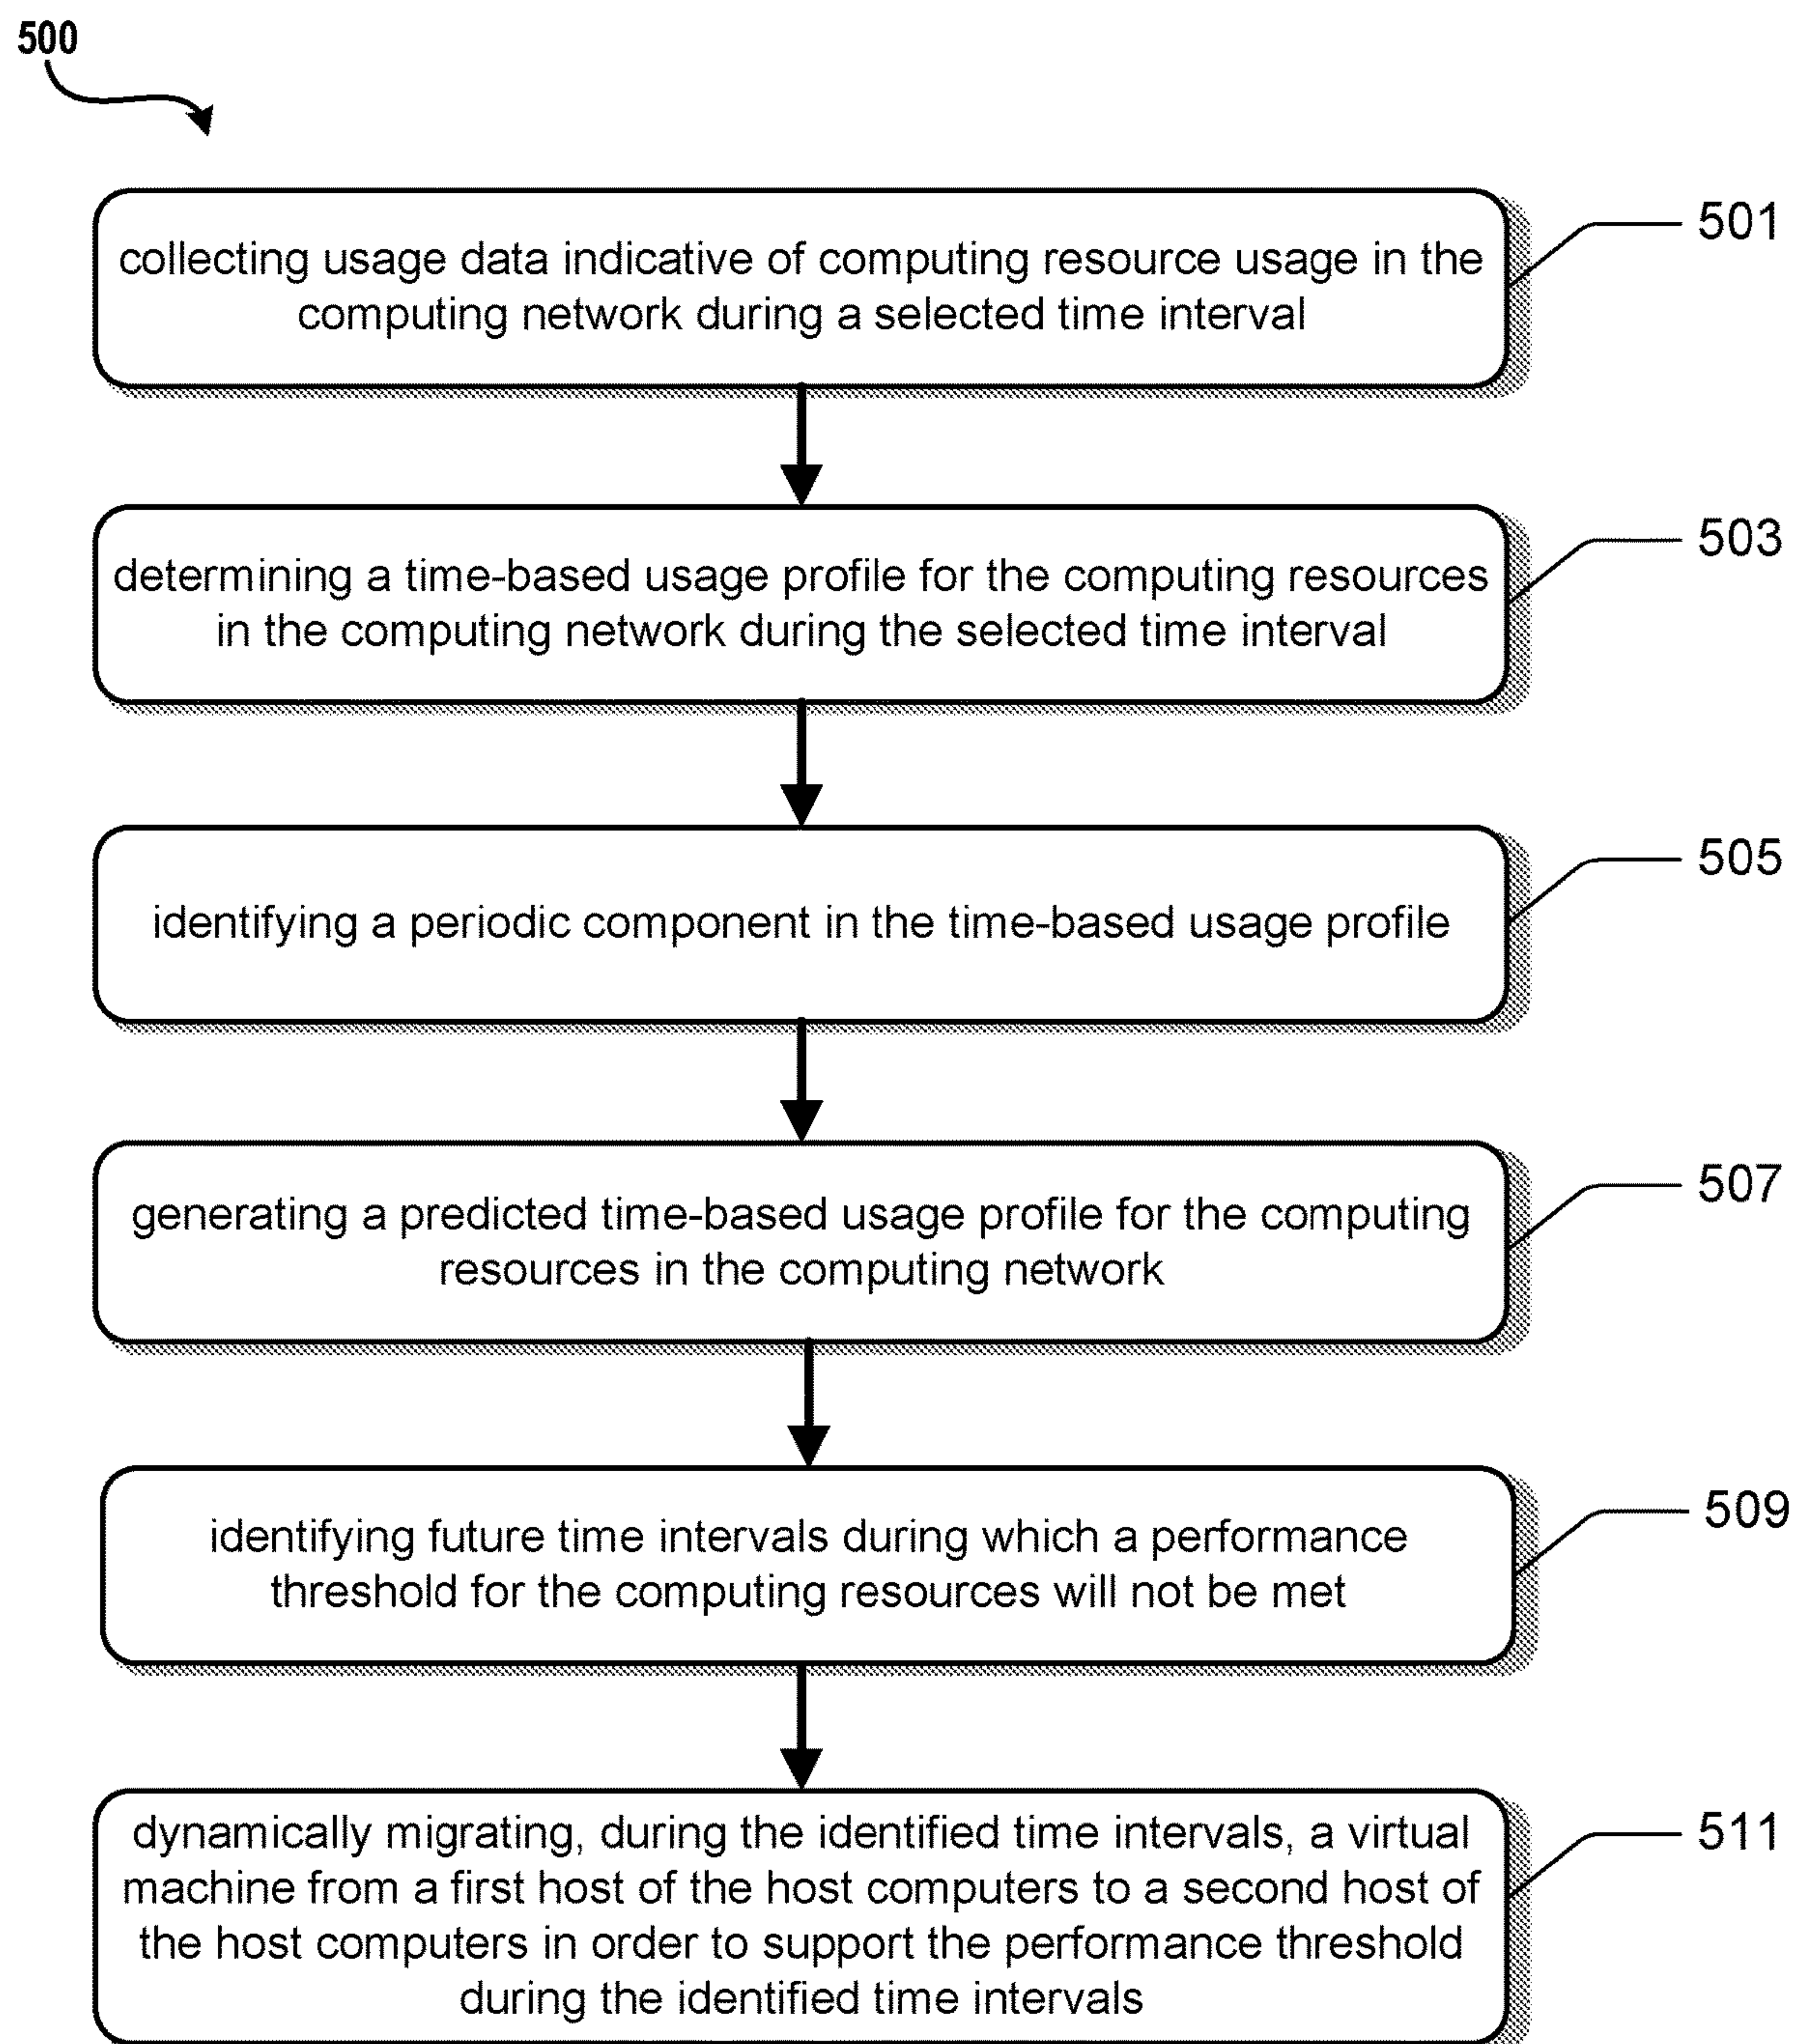 500
collecting usage data indicative of computing resource usage in the
computing network during a selected time interval
501
determining a time-based usage profile for the computing resources
in the computing network during the selected time interval
503
identifying a periodic component in the time-based usage profile
505
generating a predicted time-based usage profile for the computing
resources in the computing network
507
identifying future time intervals during which a performance
threshold for the computing resources will not be met
509
dynamically migrating, during the identified time intervals, a virtual
machine from a first host of the host computers to a second host of
the host computers in order to support the performance threshold
during the identified time intervals
511